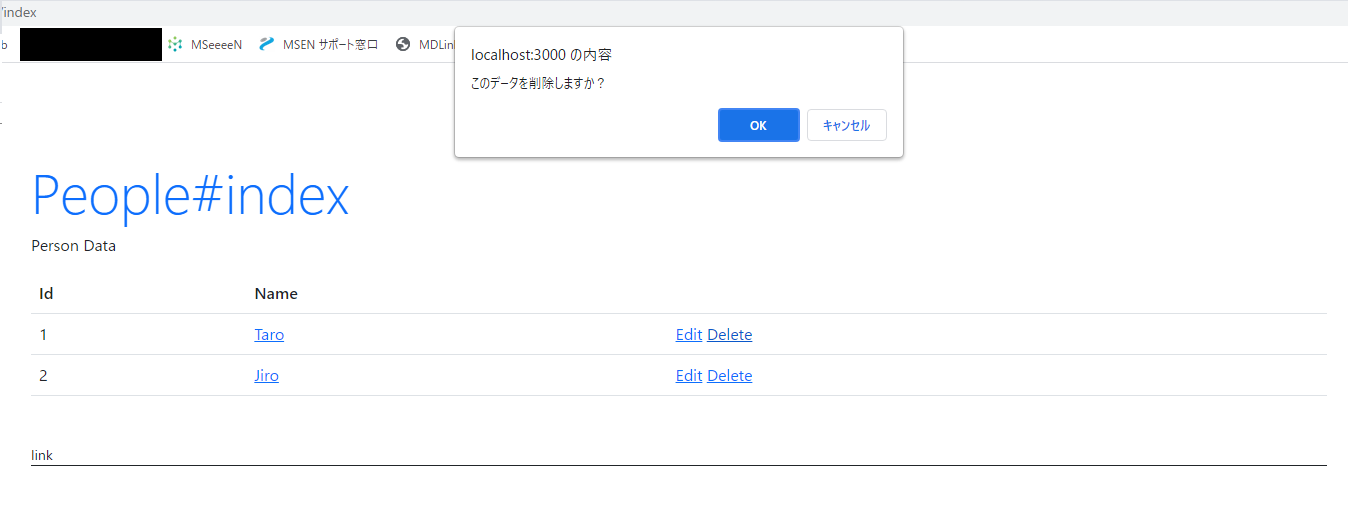 /index
b MSeeeeN MSEN サポート窓口 MDLin
localhost:3000 の内容
このデータを削除しますか？
OK キャンセル
People#index
Person Data
Id Name
1 Taro Edit Delete
2 Jiro Edit Delete
link